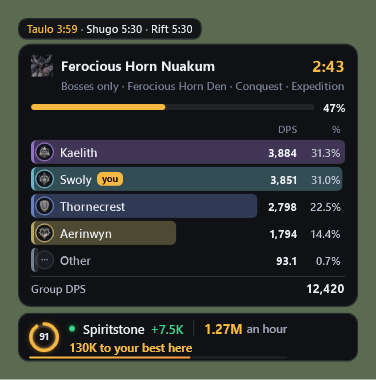 Taulo 3:59 · Shugo 5:30 · Rift 5:30
Ferocious Horn Nuakum 2:43
Bosses only · Ferocious Horn Den · Conquest · Expedition
47%
DPS %
Kaelith 3,884 31.3%
Swoly you 3,851 31.0%
Thornecrest 2,798 22.5%
Aerinwyn 1,794 14.4%
Other 93.1 0.7%
Group DPS 12,420
91 Spiritstone +7.5K 1.27M an hour
130K to your best here